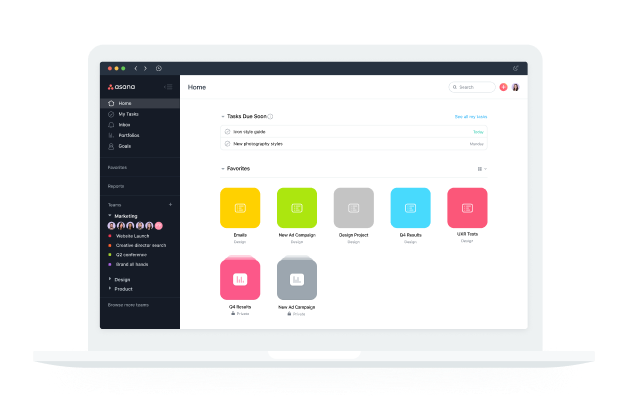 asana
Home
Search
Home
My Tasks
Inbox
Portfolios
Goals
Favorites
Reports
Teams
Marketing
Website Launch
Creative director search
Q2 conference
Brand all hands
Design
Product
Browse more teams
Tasks Due Soon
See all my tasks
Icon style guide
Today
New photography styles
Monday
Favorites
Emails
Design
New Ad Campaign
Design
Design Project
Design
Q4 Results
Design
UXR Tests
Design
Q4 Results
Private
New Ad Campaign
Private